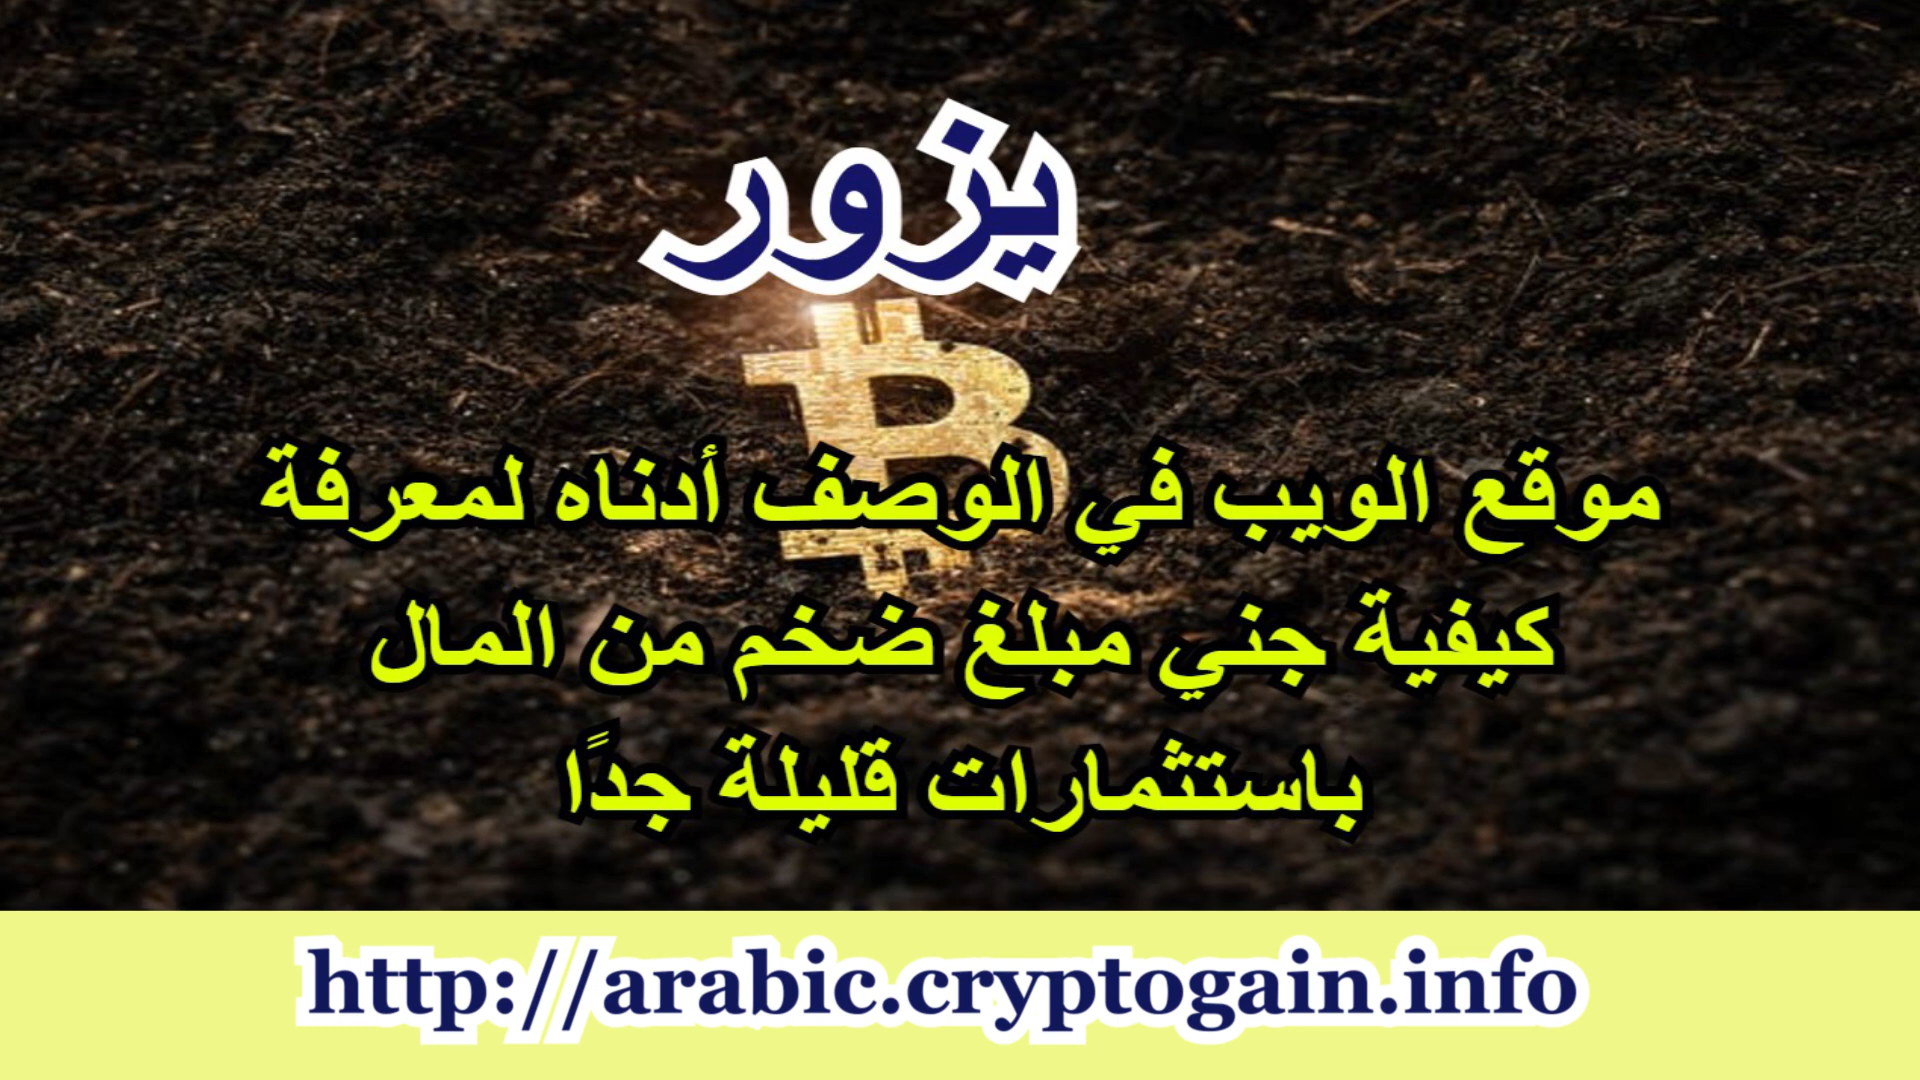 يزور
موقع الويب في الوصف أدناه لمعرفة
كيفية جني مبلغ ضخم من المال
باستثمارات قليلة جدًا
http://arabic.cryptogain.info